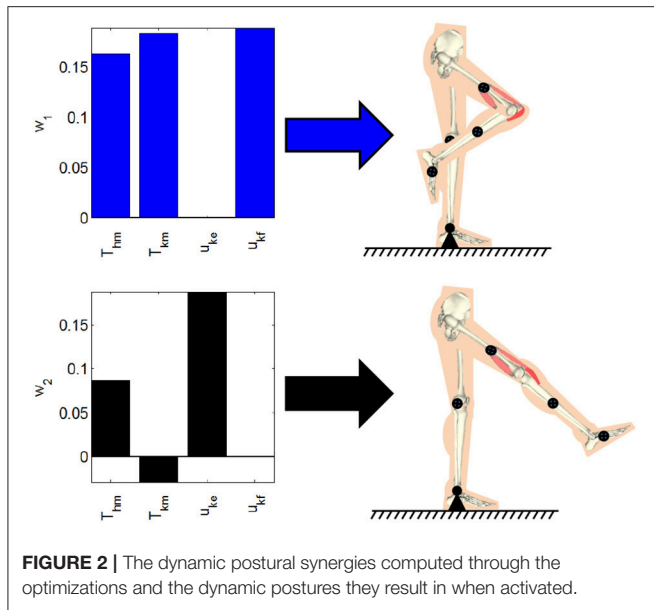 0.15
0.1
0.05
0
w1
Thm
Tkm
uke
ukf
0.15
0.1
0.05
0
w2
Thm
Tkm
uke
ukf
FIGURE 2 | The dynamic postural synergies computed through the
optimizations and the dynamic postures they result in when activated.